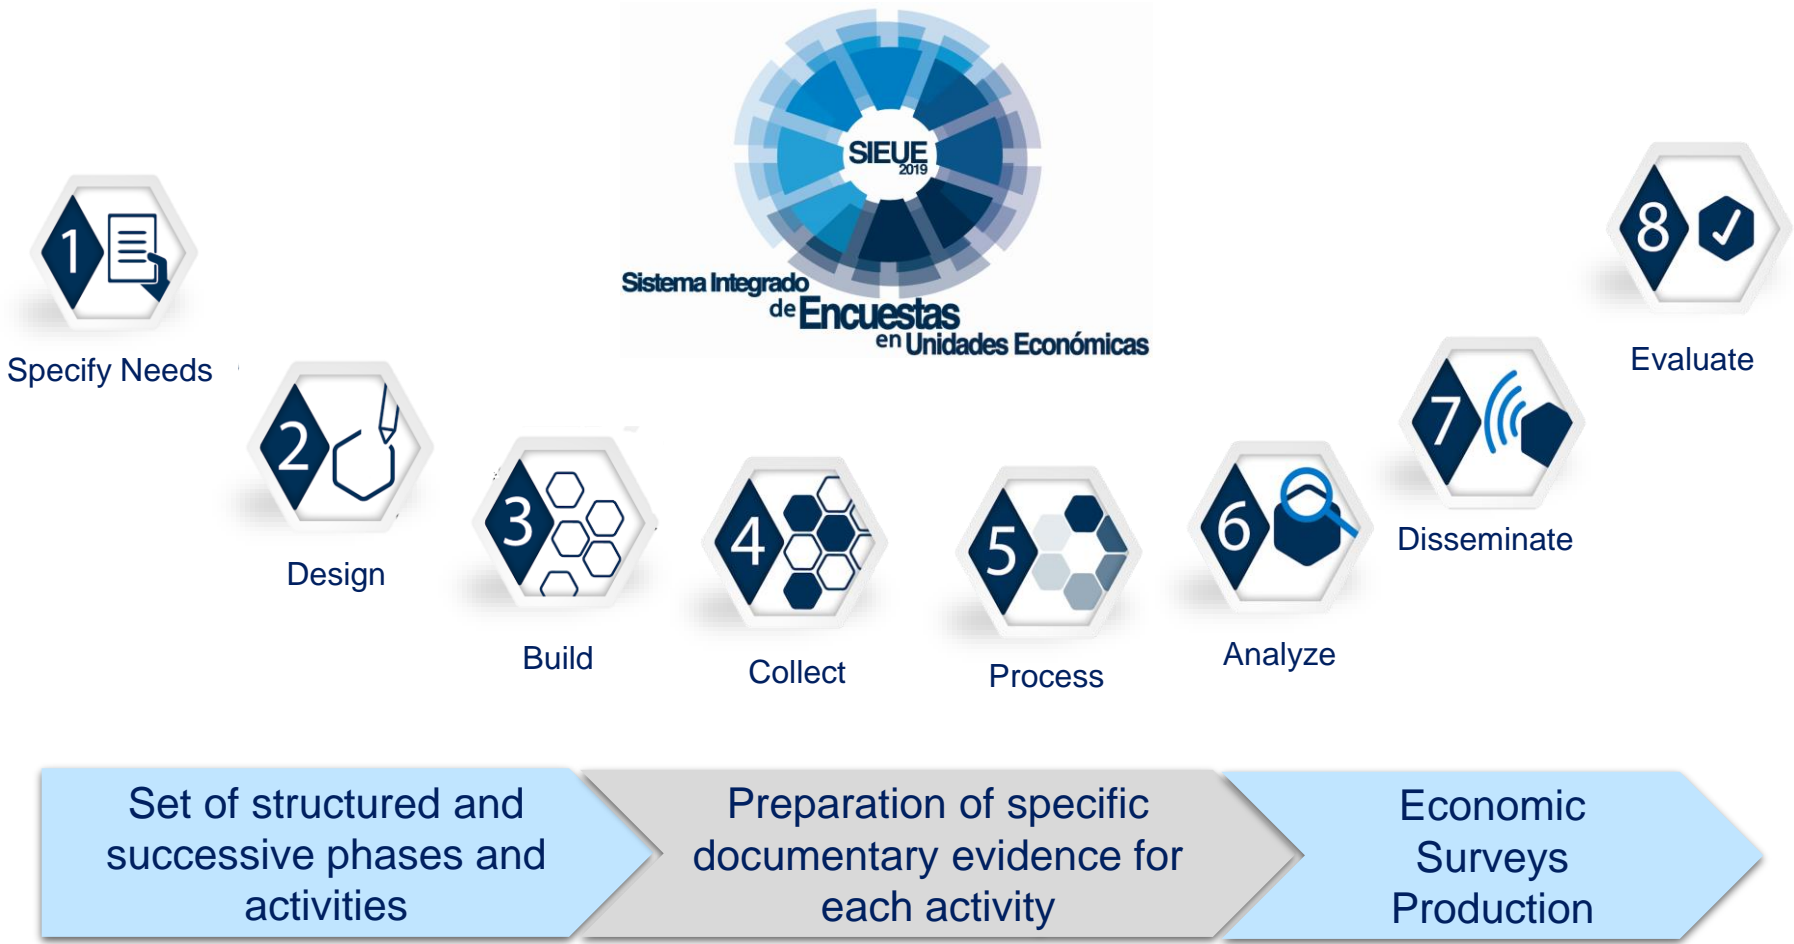 SIEUE
2019
Sistema Integrado
de Encuestas
en Unidades Económicas
1
Specify Needs
2
Design
3
Build
4
Collect
5
Process
6
Analyze
7
Disseminate
8
Evaluate
Set of structured and
successive phases and
activities
Preparation of specific
documentary evidence for
each activity
Economic
Surveys
Production